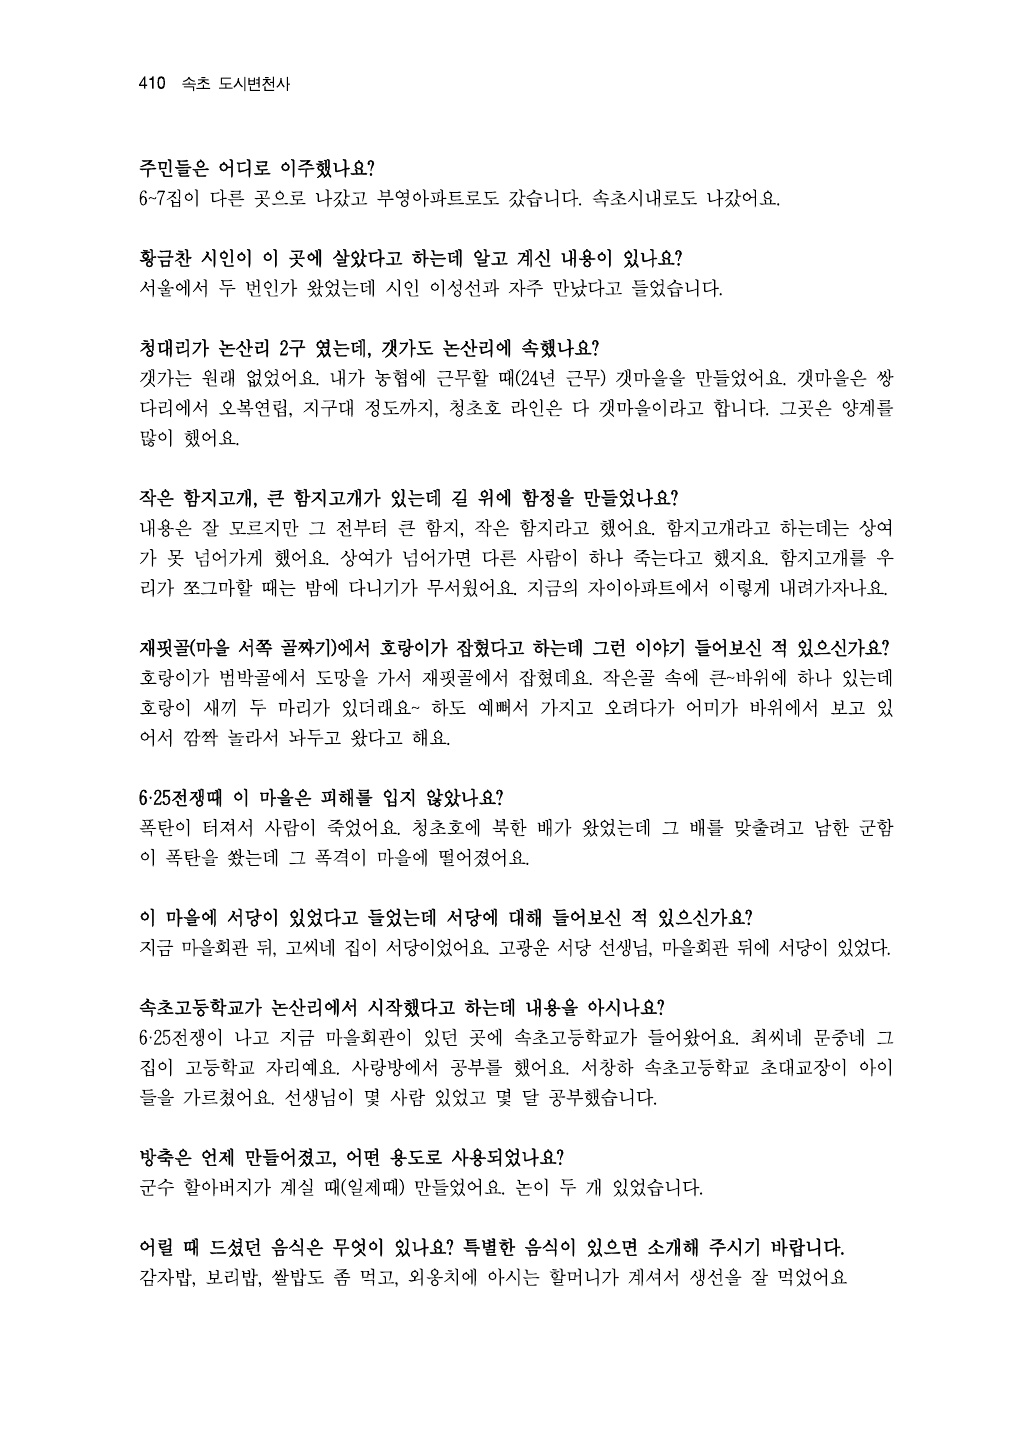 410 속초 도시변천사
주민들은 어디로 이주했나요?
6~7집이 다른 곳으로 나갔고 부영아파트로도 갔습니다. 속초시내로도 나갔어요.
황금찬 시인이 이 곳에 살았다고 하는데 알고 계신 내용이 있나요?
서울에서 두 번인가 왔었는데 시인 이성선과 자주 만났다고 들었습니다.
청대리가 논산리 2구 였는데, 갯가도 논산리에 속했나요?
갯가는 원래 없었어요. 내가 농협에 근무할 때(24년 근무) 갯마을을 만들었어요. 갯마을은 쌍
다리에서 오복연립, 지구대 정도까지, 청초호 라인은 다 갯마을이라고 합니다. 그곳은 양계를
많이 했어요.
작은 함지고개, 큰 함지고개가 있는데 길 위에 함정을 만들었나요?
내용은 잘 모르지만 그 전부터 큰 함지, 작은 함지라고 했어요. 함지고개라고 하는데는 상여
가 못 넘어가게 했어요. 상여가 넘어가면 다른 사람이 하나 죽는다고 했지요. 함지고개를 우
리가 쪼그마할 때는 밤에 다니기가 무서웠어요. 지금의 자이아파트에서 이렇게 내려가자나요.
재핏골(마을 서쪽 골짜기)에서 호랑이가 잡혔다고 하는데 그런 이야기 들어보신 적 있으신가요?
호랑이가 범박골에서 도망을 가서 재핏골에서 잡혔데요. 작은골 속에 큰~바위에 하나 있는데
호랑이 새끼 두 마리가 있더래요~ 하도 예뻐서 가지고 오려다가 어미가 바위에서 보고 있
어서 깜짝 놀라서 놔두고 왔다고 해요.
6·25전쟁때 이 마을은 피해를 입지 않았나요?
폭탄이 터져서 사람이 죽었어요. 청초호에 북한 배가 왔었는데 그 배를 맞출려고 남한 군함
이 폭탄을 쐈는데 그 폭격이 마을에 떨어졌어요.
이 마을에 서당이 있었다고 들었는데 서당에 대해 들어보신 적 있으신가요?
지금 마을회관 뒤, 고씨네 집이 서당이었어요. 고광운 서당 선생님, 마을회관 뒤에 서당이 있었다.
속초고등학교가 논산리에서 시작했다고 하는데 내용을 아시나요?
6·25전쟁이 나고 지금 마을회관이 있던 곳에 속초고등학교가 들어왔어요. 최씨네 문중네 그
집이 고등학교 자리예요. 사랑방에서 공부를 했어요. 서창하 속초고등학교 초대교장이 아이
들을 가르쳤어요. 선생님이 몇 사람 있었고 몇 달 공부했습니다.
방축은 언제 만들어졌고, 어떤 용도로 사용되었나요?
군수 할아버지가 계실 때(일제때) 만들었어요. 논이 두 개 있었습니다.
어릴 때 드셨던 음식은 무엇이 있나요? 특별한 음식이 있으면 소개해 주시기 바랍니다.
감자밥, 보리밥, 쌀밥도 좀 먹고, 외옹치에 아시는 할머니가 계셔서 생선을 잘 먹었어요